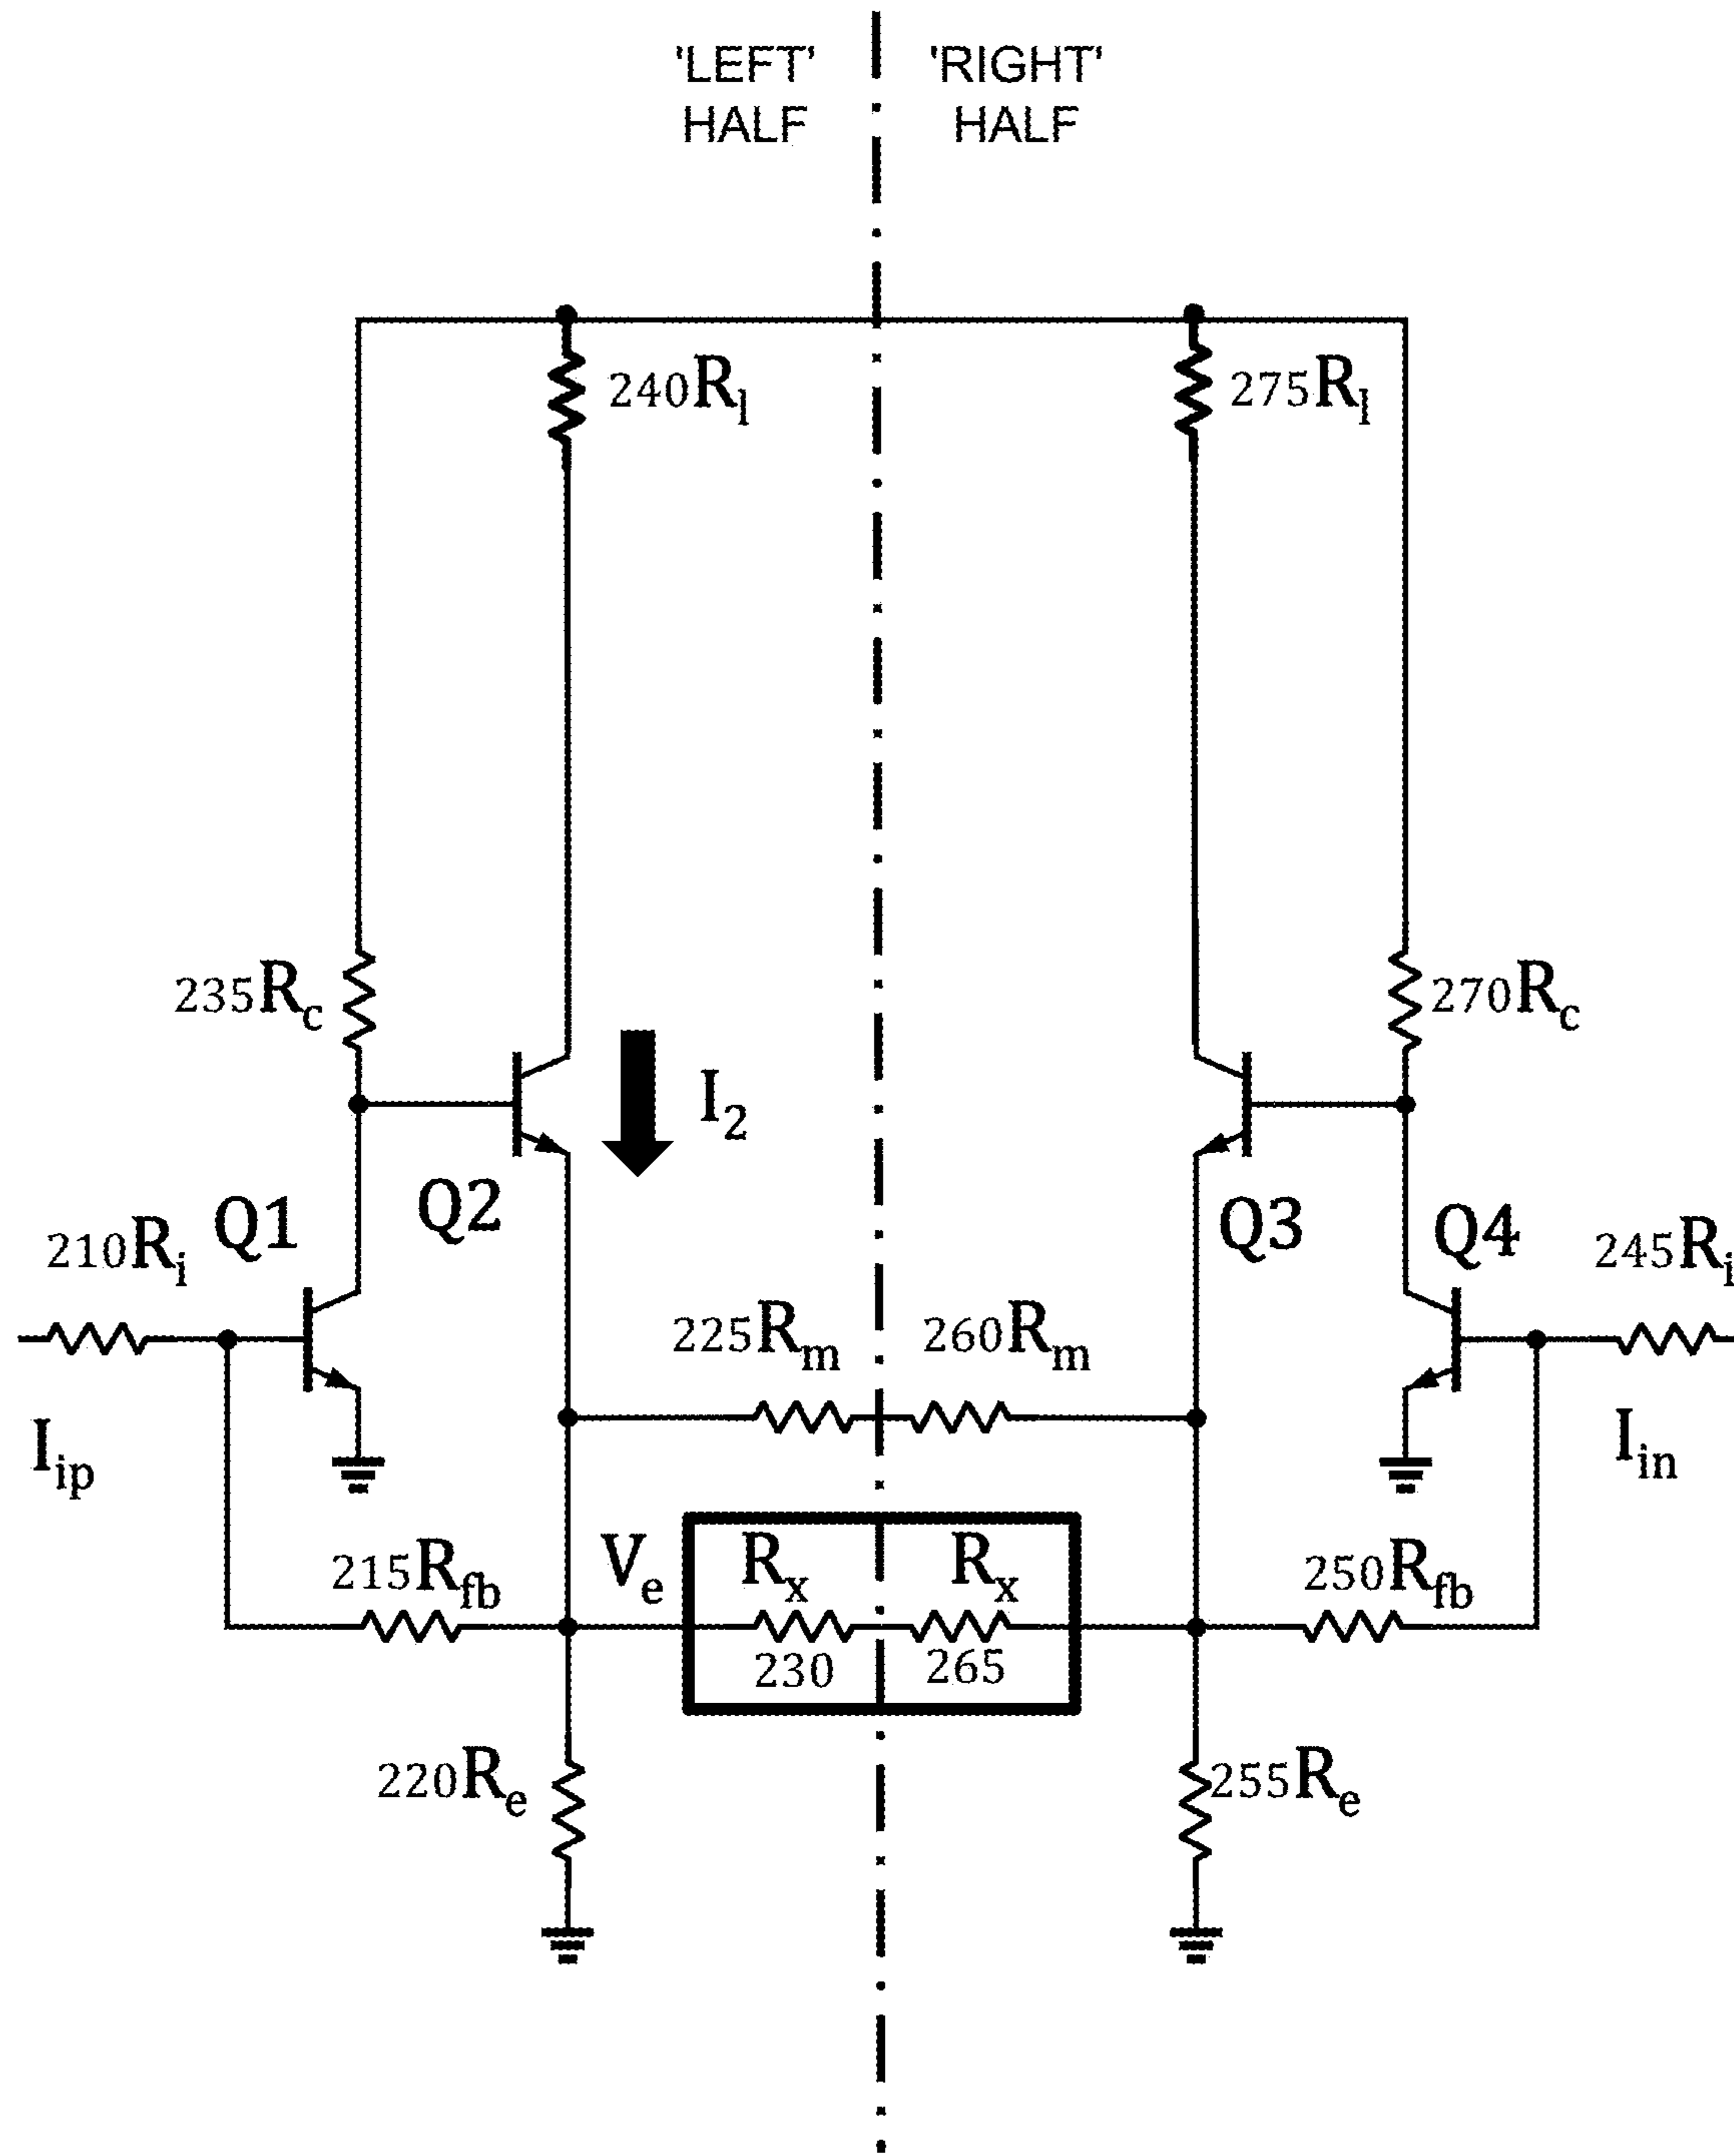 'LEFT' HALF
'RIGHT' HALF
240Rl
275Rl
235Rc
270Rc
I2
Q1
Q2
Q3
Q4
210Ri
245Ri
225Rm
260Rm
Iip
Iin
215Rfb
Ve
Rx
Rx
250Rfb
230
265
220Re
255Re